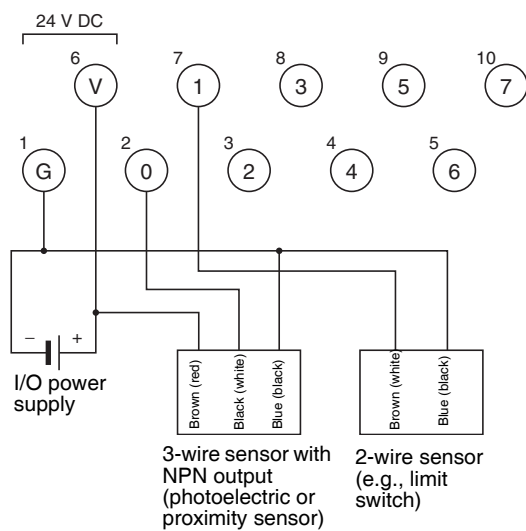 24 V DC
6 7 8 9 10
V 1 3 5 7
1 2 3 4 5
G 0 2 4 6
− +
I/O power
supply
Brown (red)
Black (white)
Blue (black)
Brown (white)
Blue (black)
3-wire sensor with
NPN output
(photoelectric or
proximity sensor)
2-wire sensor
(e.g., limit
switch)